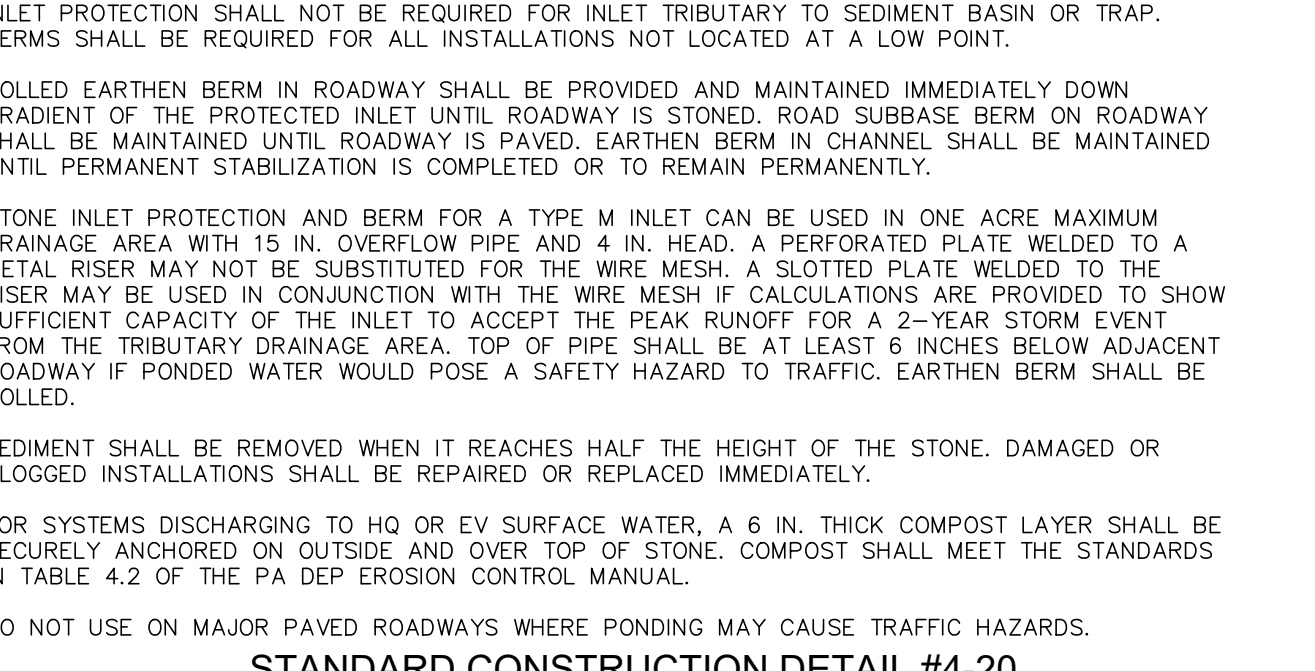 NLET PROTECTION SHALL NOT BE REQUIRED FOR INLET TRIBUTARY TO SEDIMENT BASIN OR TRAP.
ERMS SHALL BE REQUIRED FOR ALL INSTALLATIONS NOT LOCATED AT A LOW POINT.
OLLED EARTHEN BERM IN ROADWAY SHALL BE PROVIDED AND MAINTAINED IMMEDIATELY DOWN
RADIENT OF THE PROTECTED INLET UNTIL ROADWAY IS STONED. ROAD SUBBASE BERM ON ROADWAY
HALL BE MAINTAINED UNTIL ROADWAY IS PAVED. EARTHEN BERM IN CHANNEL SHALL BE MAINTAINED
NTIL PERMANENT STABILIZATION IS COMPLETED OR TO REMAIN PERMANENTLY.
TONE INLET PROTECTION AND BERM FOR A TYPE M INLET CAN BE USED IN ONE ACRE MAXIMUM
RAINAGE AREA WITH 15 IN. OVERFLOW PIPE AND 4 IN. HEAD. A PERFORATED PLATE WELDED TO A
ETAL RISER MAY NOT BE SUBSTITUTED FOR THE WIRE MESH. A SLOTTED PLATE WELDED TO THE
ISER MAY BE USED IN CONJUNCTION WITH THE WIRE MESH IF CALCULATIONS ARE PROVIDED TO SHOW
UFFICIENT CAPACITY OF THE INLET TO ACCEPT THE PEAK RUNOFF FOR A 2–YEAR STORM EVENT
ROM THE TRIBUTARY DRAINAGE AREA. TOP OF PIPE SHALL BE AT LEAST 6 INCHES BELOW ADJACENT
OADWAY IF PONDED WATER WOULD POSE A SAFETY HAZARD TO TRAFFIC. EARTHEN BERM SHALL BE
OLLED.
EDIMENT SHALL BE REMOVED WHEN IT REACHES HALF THE HEIGHT OF THE STONE. DAMAGED OR
LOGGED INSTALLATIONS SHALL BE REPAIRED OR REPLACED IMMEDIATELY.
OR SYSTEMS DISCHARGING TO HQ OR EV SURFACE WATER, A 6 IN. THICK COMPOST LAYER SHALL BE
ECURELY ANCHORED ON OUTSIDE AND OVER TOP OF STONE. COMPOST SHALL MEET THE STANDARDS
N TABLE 4.2 OF THE PA DEP EROSION CONTROL MANUAL.
O NOT USE ON MAJOR PAVED ROADWAYS WHERE PONDING MAY CAUSE TRAFFIC HAZARDS.
STANDARD CONSTRUCTION DETAIL #4-20